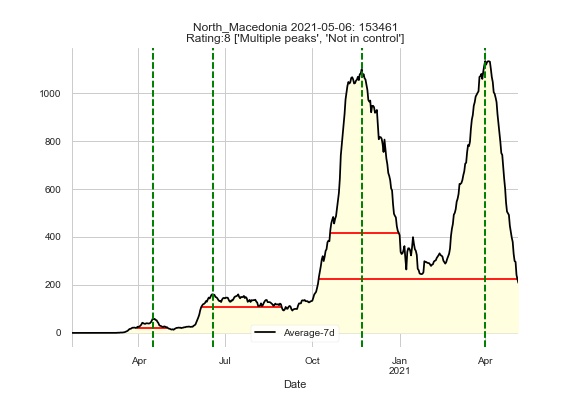 North_Macedonia 2021-05-06: 153461
Rating:8 ['Multiple peaks', 'Not in control']
1000
800
600
400
200
0
Average-7d
Apr
Jul
Oct
Jan
2021
Apr
Date